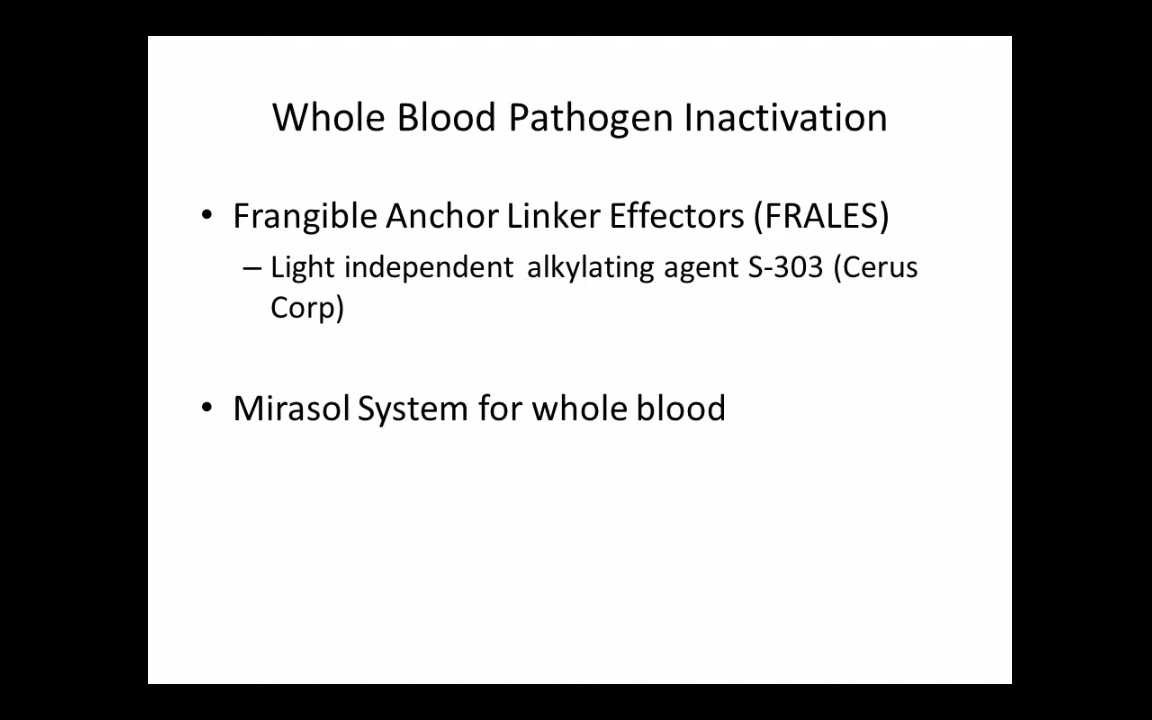 Whole Blood Pathogen Inactivation
• Frangible Anchor Linker Effectors (FRALES)
– Light independent alkylating agent S-303 (Cerus
Corp)
• Mirasol System for whole blood